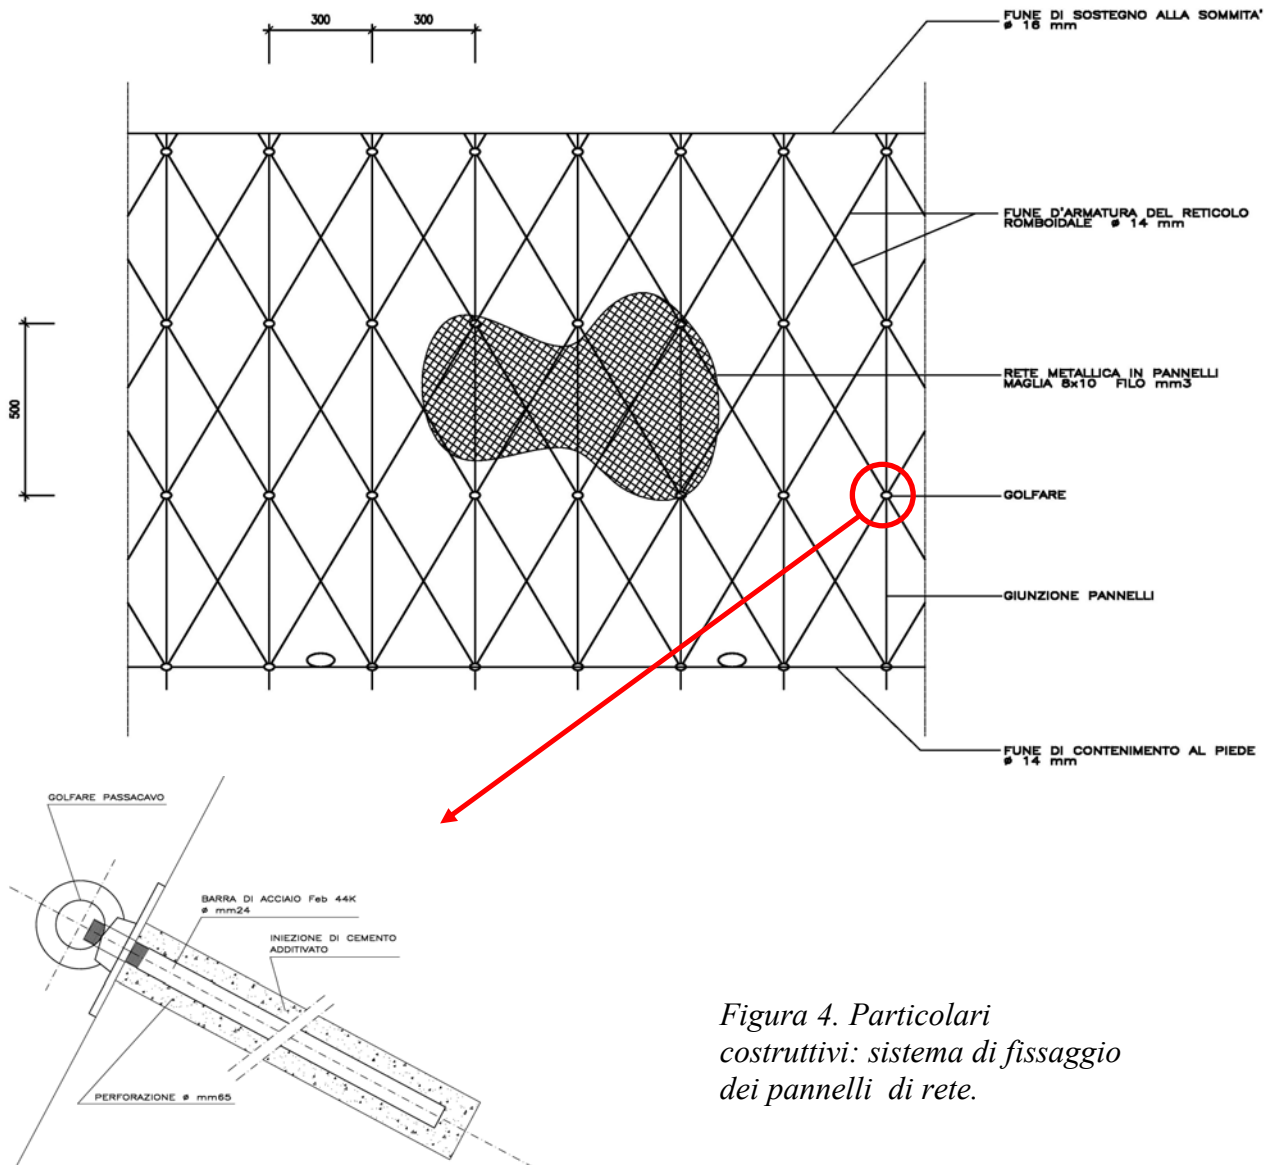 300
300
FUNE DI SOSTEGNO ALLA SOMMITA'
ø 16 mm
FUNE D'ARMATURA DEL RETICOLO
ROMBOIDALE ø 14 mm
500
RETE METALLICA IN PANNELLI
MAGLIA 8x10 FILO mm3
GOLFARE
GIUNZIONE PANNELLI
FUNE DI CONTENIMENTO AL PIEDE
ø 14 mm
GOLFARE PASSACAVO
BARRA DI ACCIAIO Feb 44K
ø mm24
INIEZIONE DI CEMENTO
ADDITIVATO
PERFORAZIONE ø mm65
Figura 4. Particolari
costruttivi: sistema di fissaggio
dei pannelli di rete.